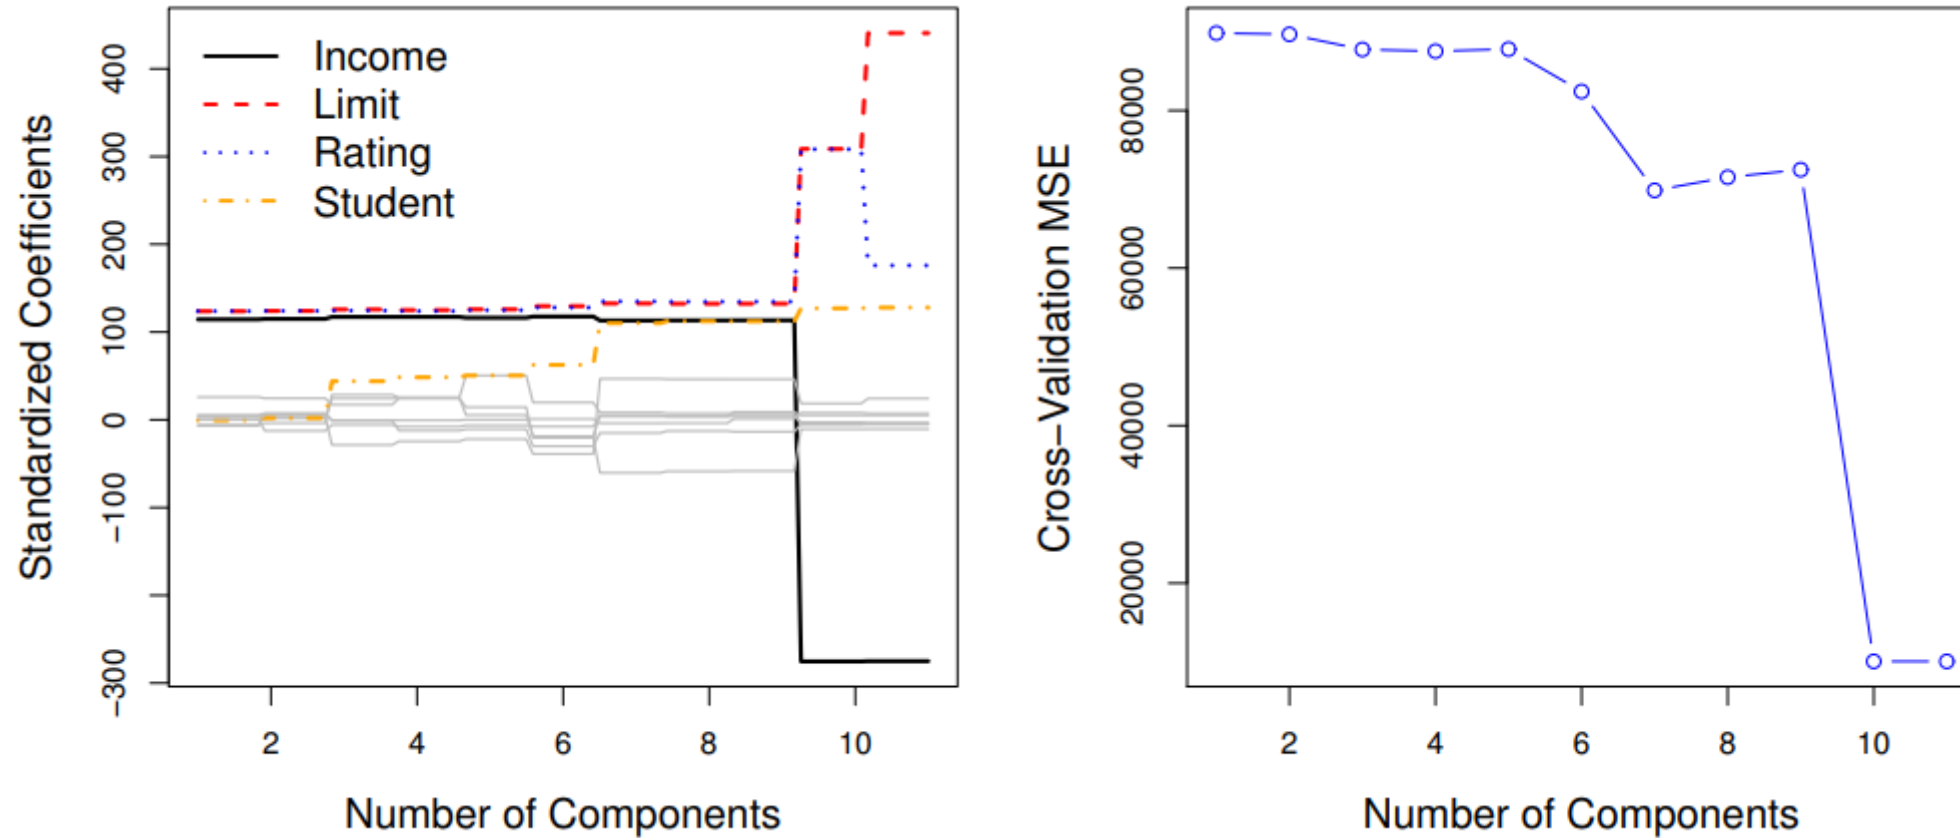 Income
Limit
Rating
Student
Standardized Coefficients
400
300
200
100
0
−100
−300
2 4 6 8 10
Number of Components
Cross−Validation MSE
80000
60000
40000
20000
2 4 6 8 10
Number of Components